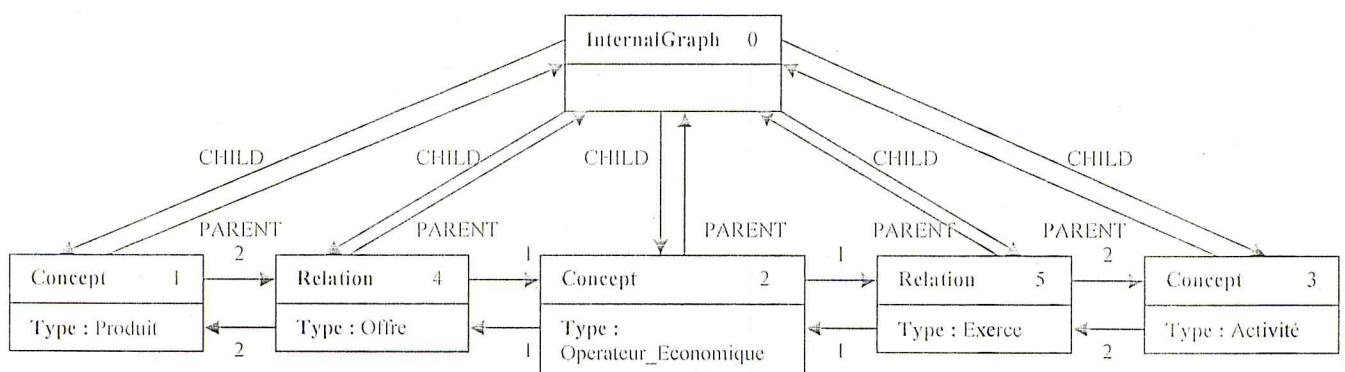 InternalGraph 0
CHILD CHILD CHILD CHILD CHILD
PARENT PARENT PARENT PARENT PARENT
2 1 1 2
Concept 1 Relation 4 Concept 2 Relation 5 Concept 3
Type : Produit Type : Offre Type : Type : Exerce Type : Activité
Operateur_Economique
2 1 1 2